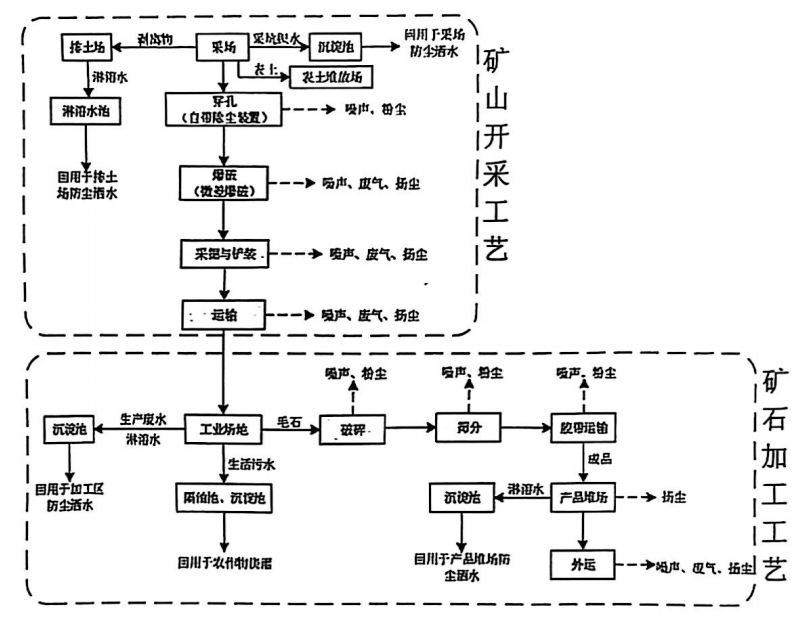 排土场
剥离物
采场
采坑积水
沉淀池
回用于采场
防尘洒水
淋溶水
表土
表土堆放场
淋溶水池
穿孔
（自带除尘装置）
噪声、粉尘
回用于排土
场防尘洒水
爆破
（微差爆破）
噪声、废气、扬尘
采掘与铲装
噪声、废气、扬尘
运输
噪声、废气、扬尘
矿山开采工艺
噪声、粉尘
噪声、粉尘
噪声、粉尘
沉淀池
生产废水
淋溶水
工业场地
毛石
破碎
筛分
胶带运输
回用于加工区
防尘洒水
生活污水
成品
隔油池、沉淀池
沉淀池
淋溶水
产品堆场
扬尘
回用于农作物浇灌
回用于产品堆场防
尘洒水
外运
噪声、废气、扬尘
矿石加工工艺